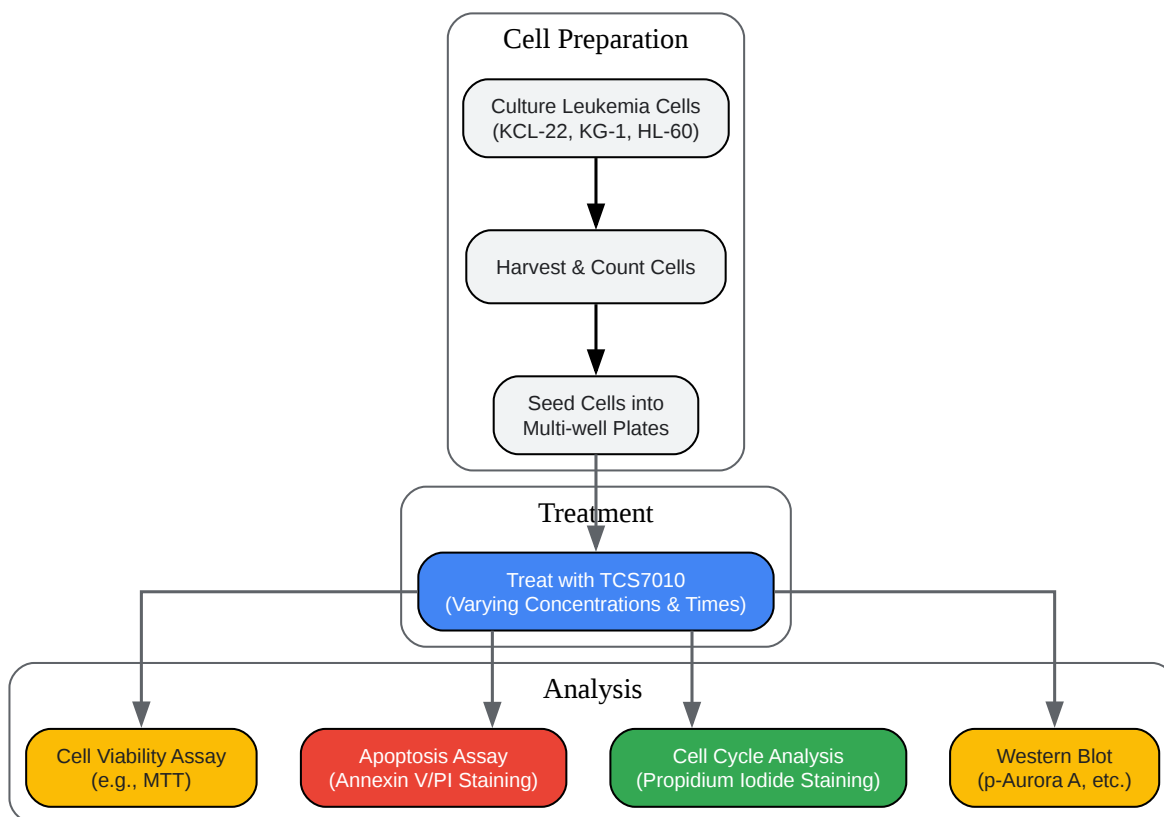 Cell Preparation
Culture Leukemia Cells
(KCL-22, KG-1, HL-60)
Harvest & Count Cells
Seed Cells into
Multi-well Plates
Treatment
Treat with TCS7010
(Varying Concentrations & Times)
Analysis
Cell Viability Assay
(e.g., MTT)
Apoptosis Assay
(Annexin V/PI Staining)
Cell Cycle Analysis
(Propidium Iodide Staining)
Western Blot
(p-Aurora A, etc.)